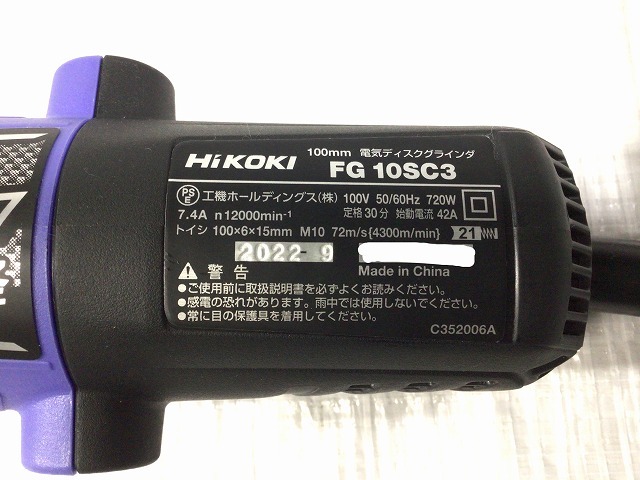 HiKOKI
100mm 電気ディスクグラインダ
FG 10SC3
PS E 工機ホールディングス(株) 100V 50/60Hz 720W
7.4A n12000min⁻¹ 定格30分 始動電流 42A
トイシ 100×6×15mm M10 72m/s{4300m/min} 21
2022-9
Made in China
警告
●ご使用前に取扱説明書を必ずよくお読みください。
●感電の恐れがあります。雨中では使用しないでください。
●常に目の保護具を着用してください。
C352006A